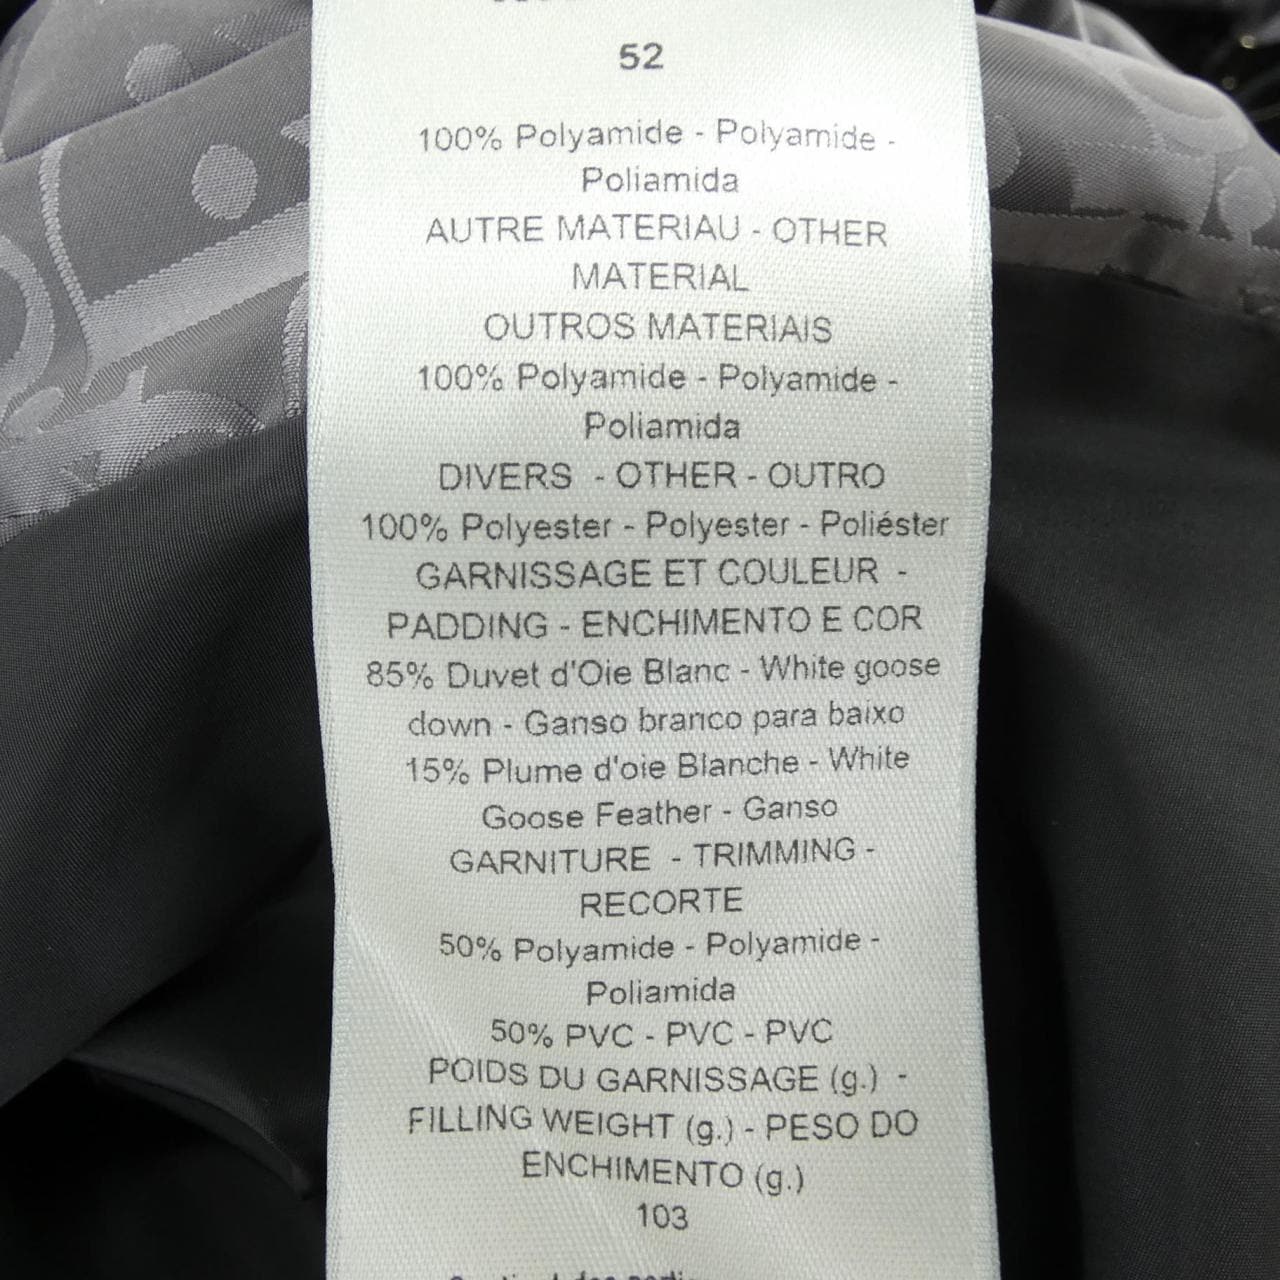 52
100% Polyamide - Polyamide -
Poliamida
AUTRE MATERIAU - OTHER
MATERIAL
OUTROS MATERIAIS
100% Polyamide - Polyamide -
Poliamida
DIVERS - OTHER - OUTRO
100% Polyester - Polyester - Poliéster
GARNISSAGE ET COULEUR -
PADDING - ENCHIMENTO E COR
85% Duvet d'Oie Blanc - White goose
down - Ganso branco para baixo
15% Plume d'oie Blanche - White
Goose Feather - Ganso
GARNITURE - TRIMMING -
RECORTE
50% Polyamide - Polyamide -
Poliamida
50% PVC - PVC - PVC
POIDS DU GARNISSAGE (g.) -
FILLING WEIGHT (g.) - PESO DO
ENCHIMENTO (g.)
103